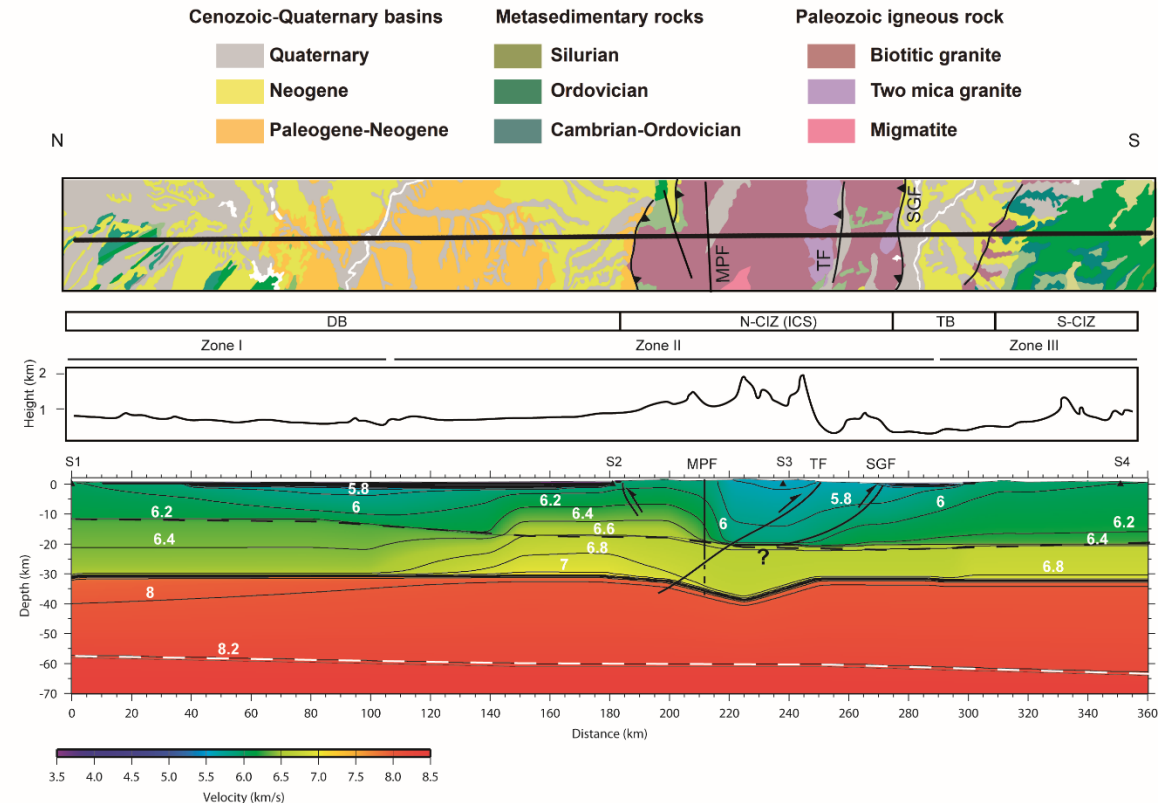 Cenozoic-Quaternary basins Metasedimentary rocks Paleozoic igneous rock
Quaternary Silurian Biotitic granite
Neogene Ordovician Two mica granite
Paleogene-Neogene Cambrian-Ordovician Migmatite
N S
SGF
MPF TF
DB N-CIZ (ICS) TB S-CIZ
Zone I Zone II Zone III
Height (km)
2
1
S1 S2 MPF S3 TF SGF S4
Depth (km)
0
-10
-20
-30
-40
-50
-60
-70
5.8 5.8
6 6.2 6 6
6.2 6.4 6.2
6.4 6.6 6.4
6.8 ?
7 6.8
8
8.2
0 20 40 60 80 100 120 140 160 180 200 220 240 260 280 300 320 340 360
Distance (km)
3.5 4.0 4.5 5.0 5.5 6.0 6.5 7.0 7.5 8.0 8.5
Velocity (km/s)